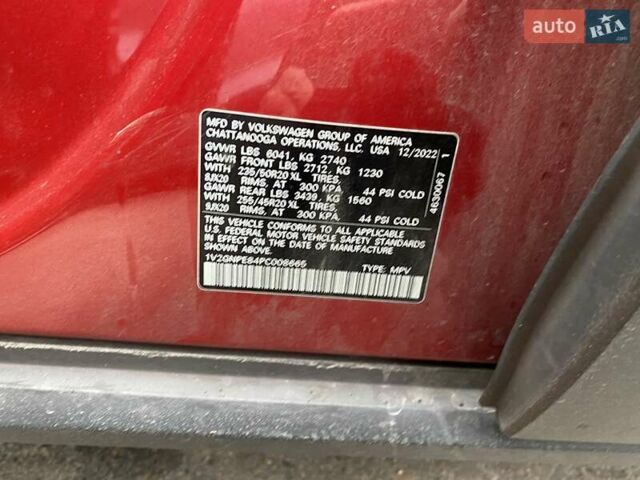 auto RIA .com
MFD BY VOLKSWAGEN GROUP OF AMERICA
CHATTANOOGA OPERATIONS, LLC. USA 12/2022
GVWR LBS 6041, KG 2740
GAWR FRONT LBS 2712, KG 1230
WITH 235/50R20 XL TIRES,
8JX20 RIMS, AT 300 KPA 44 PSI COLD
GAWR REAR LBS 3439, KG 1560
WITH 255/45R20 XL TIRES,
9JX20 RIMS, AT 300 KPA 44 PSI COLD
THIS VEHICLE CONFORMS TO ALL APPLICABLE
U.S. FEDERAL MOTOR VEHICLE SAFETY STANDARDS
IN EFFECT ON THE DATE OF MANUFACTURE
SHOWN ABOVE.
1V2GNPE84PC008665 TYPE: MPV
4630067 1